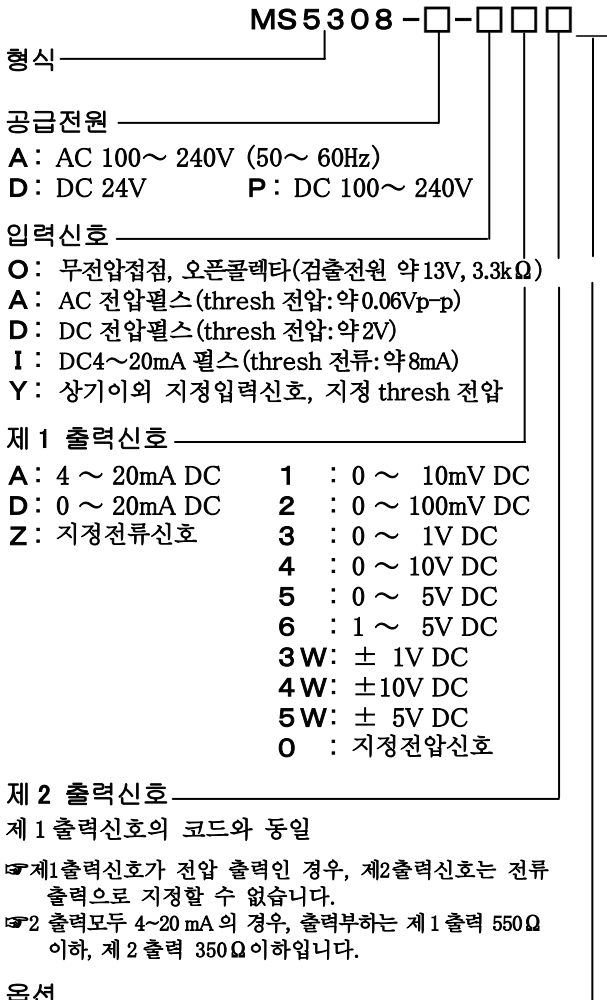 MS5308-□-□□□
형식
공급전원
A: AC 100~ 240V (50~ 60Hz)
D: DC 24V P: DC 100~ 240V
입력신호
O: 무전압접점, 오픈콜렉타(검출전원 약13V, 3.3kΩ)
A: AC 전압펄스(thresh 전압:약0.06Vp-p)
D: DC 전압펄스(thresh 전압:약2V)
I: DC4~20mA 펄스(thresh 전류:약8mA)
Y: 상기이외 지정입력신호, 지정 thresh 전압
제 1 출력신호
A: 4 ~ 20mA DC 1 : 0 ~ 10mV DC
D: 0 ~ 20mA DC 2 : 0 ~ 100mV DC
Z: 지정전류신호 3 : 0 ~ 1V DC
4 : 0 ~ 10V DC
5 : 0 ~ 5V DC
6 : 1 ~ 5V DC
3W: ± 1V DC
4W: ±10V DC
5W: ± 5V DC
0 : 지정전압신호
제 2 출력신호
제 1 출력신호의 코드와 동일
☞제1출력신호가 전압 출력인 경우, 제2출력신호는 전류
출력으로 지정할 수 없습니다.
☞2 출력모두 4~20 mA 의 경우, 출력부하는 제 1 출력 550Ω
이하, 제 2 출력 350Ω이하입니다.
옵션